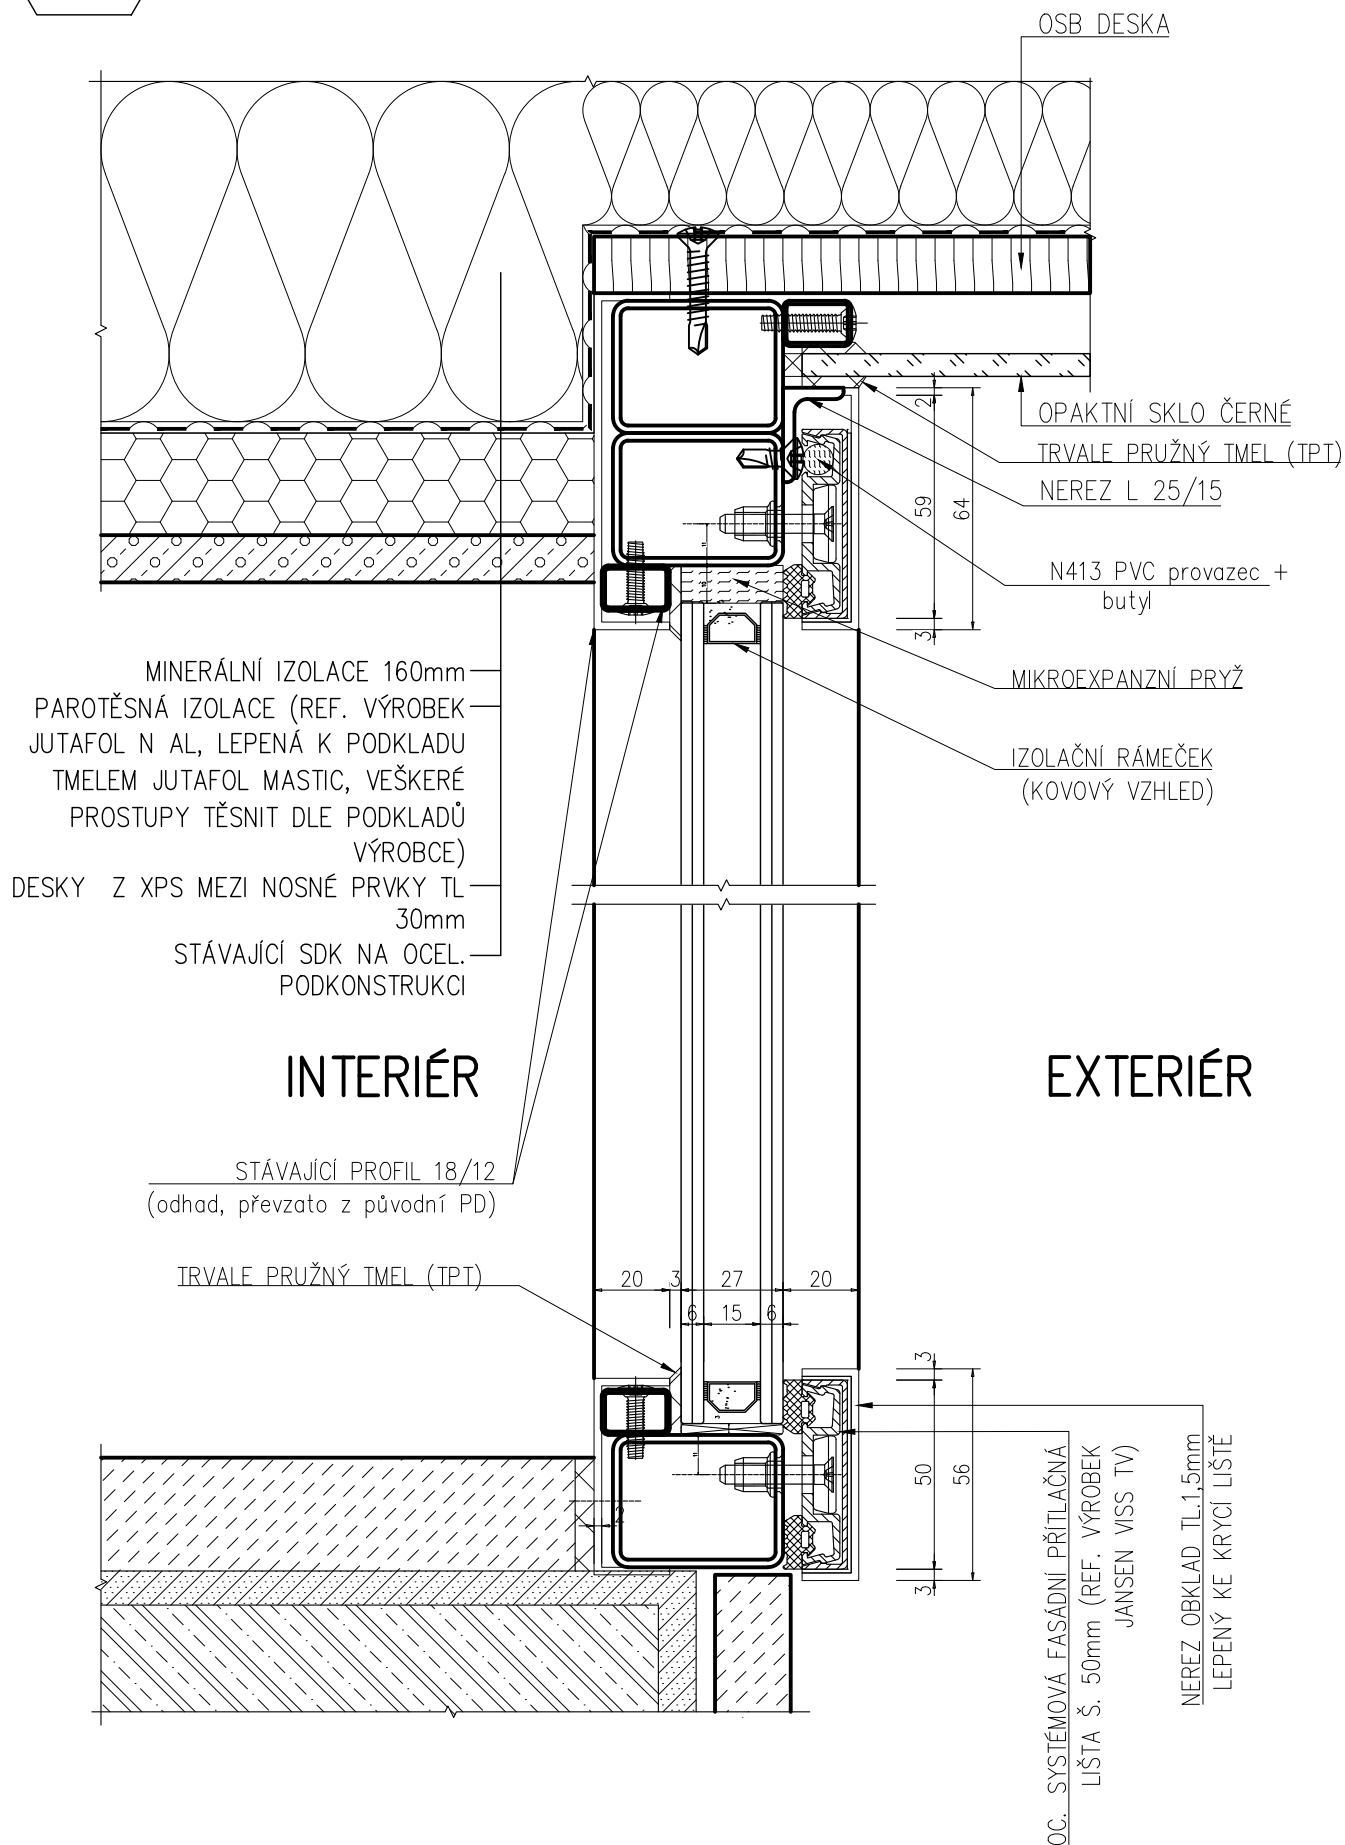 OSB DESKA
OPAKTNÍ SKLO ČERNÉ
TRVALE PRUŽNÝ TMEL (TPT)
NEREZ L 25/15
N413 PVC provazec +
butyl
MIKROEXPANZNÍ PRYŽ
IZOLAČNÍ RÁMEČEK
(KOVOVÝ VZHLED)
2
59
64
3
MINERÁLNÍ IZOLACE 160mm
PAROTĚSNÁ IZOLACE (REF. VÝROBEK
JUTAFOL N AL, LEPENÁ K PODKLADU
TMELEM JUTAFOL MASTIC, VEŠKERÉ
PROSTUPY TĚSNIT DLE PODKLADŮ
VÝROBCE)
DESKY Z XPS MEZI NOSNÉ PRVKY TL
30mm
STÁVAJÍCÍ SDK NA OCEL.
PODKONSTRUKCI
INTERIÉR
EXTERIÉR
STÁVAJÍCÍ PROFIL 18/12
(odhad, převzato z původní PD)
TRVALE PRUŽNÝ TMEL (TPT)
20 3 27 20
6 15 6
3
50
56
3
2
3
OC. SYSTÉMOVÁ FASÁDNÍ PŘÍTLAČNÁ
LIŠTA Š. 50mm (REF. VÝROBEK
JANSEN VISS TV)
NEREZ OBKLAD TL.1,5mm
LEPENÝ KE KRYCÍ LIŠTĚ